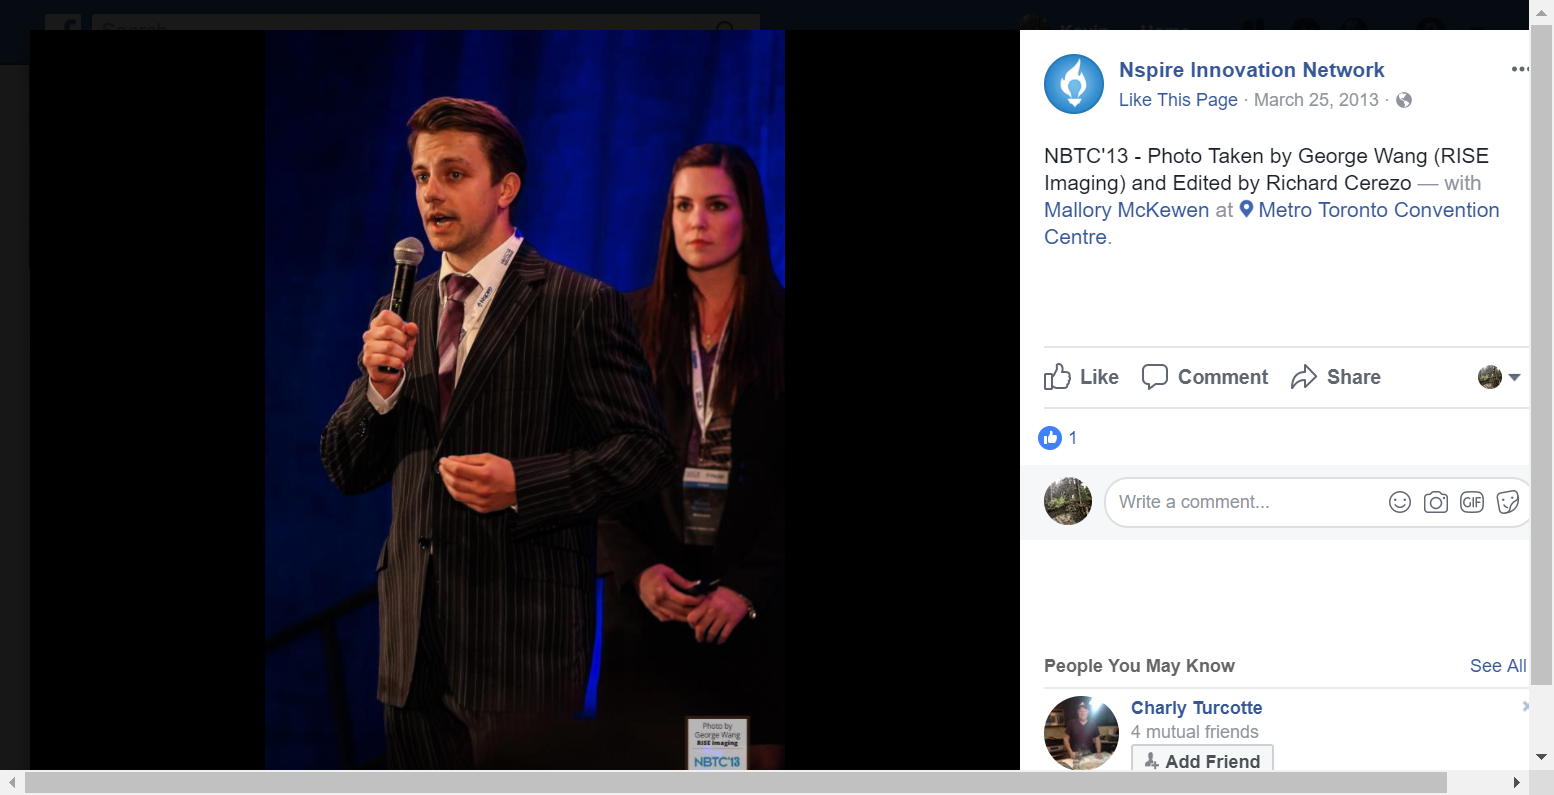 Search
Nspire Innovation Network
Like This Page · March 25, 2013 ·
NBTC'13 - Photo Taken by George Wang (RISE
Imaging) and Edited by Richard Cerezo — with
Mallory McKewen at Metro Toronto Convention
Centre.
Like Comment Share
1
Write a comment...
GIF
People You May Know
See All
Charly Turcotte
4 mutual friends
Add Friend
Photo by
George Wang
RISE imaging
NBTC'13